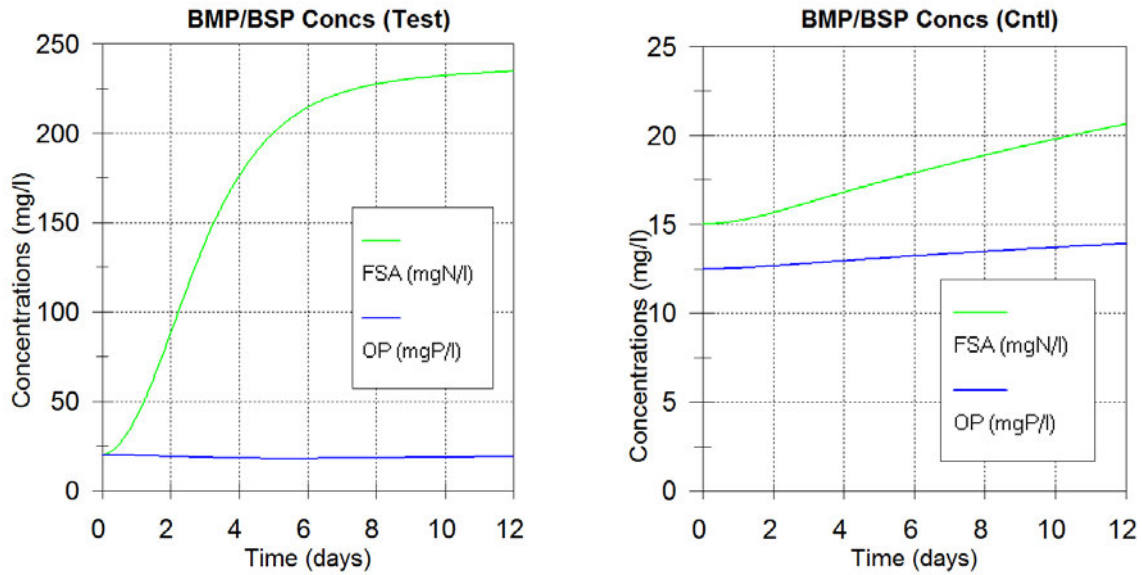 BMP/BSP Concs (Test)
250
200
150
100
50
0
Concentrations (mg/l)
FSA (mgN/l)
OP (mgP/l)
0 2 4 6 8 10 12
Time (days)
BMP/BSP Concs (Cntl)
25
20
15
10
5
0
Concentrations (mg/l)
FSA (mgN/l)
OP (mgP/l)
0 2 4 6 8 10 12
Time (days)